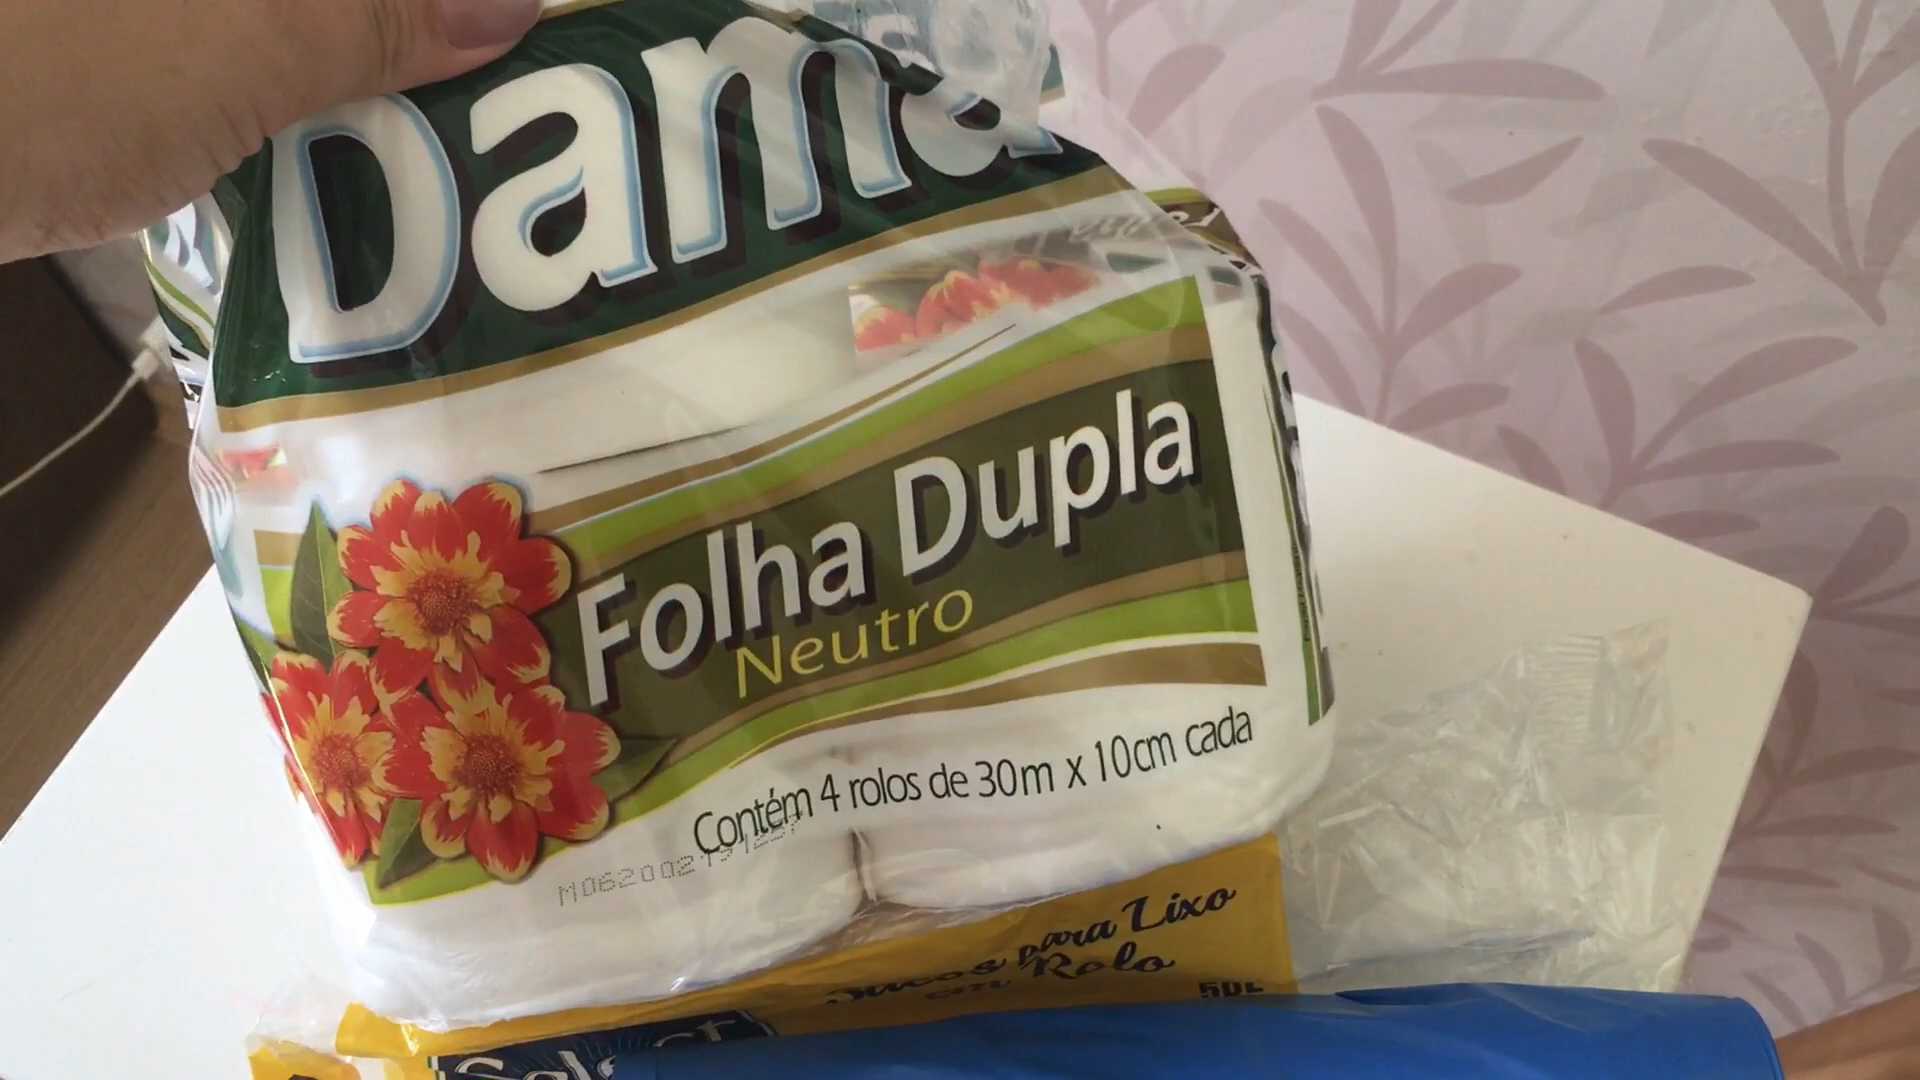 Dama
Folha Dupla
Neutro
Contém 4 rolos de 30m x 10cm cada
Sacos para Lixo
em Rolo
50L